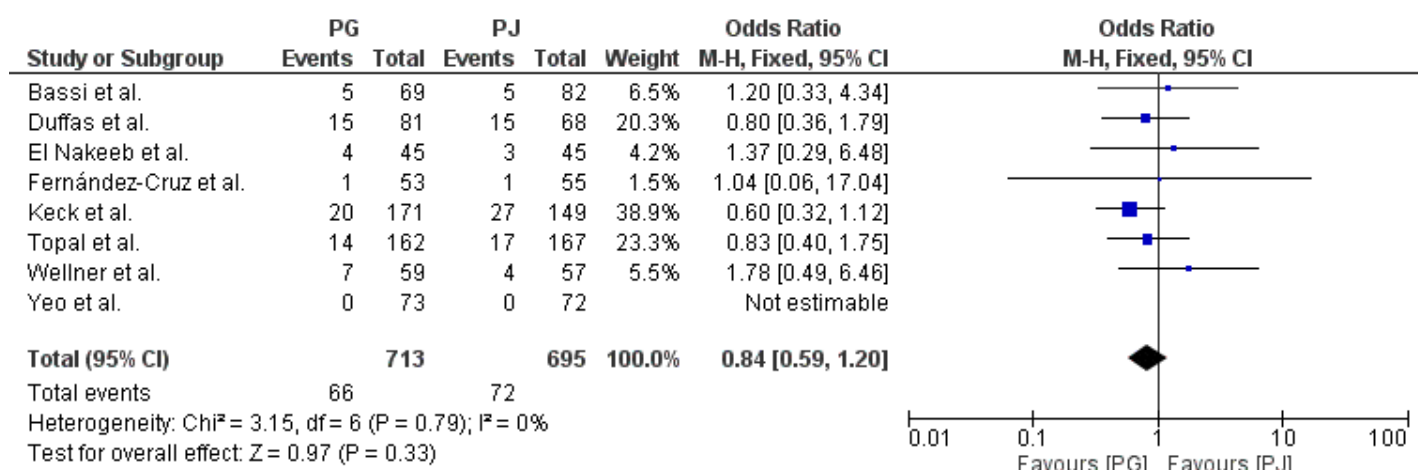 PG PJ Odds Ratio Odds Ratio
Study or Subgroup Events Total Events Total Weight M-H, Fixed, 95% CI M-H, Fixed, 95% CI
Bassi et al. 5 69 5 82 6.5% 1.20 [0.33, 4.34]
Duffas et al. 15 81 15 68 20.3% 0.80 [0.36, 1.79]
El Nakeeb et al. 4 45 3 45 4.2% 1.37 [0.29, 6.48]
Fernández-Cruz et al. 1 53 1 55 1.5% 1.04 [0.06, 17.04]
Keck et al. 20 171 27 149 38.9% 0.60 [0.32, 1.12]
Topal et al. 14 162 17 167 23.3% 0.83 [0.40, 1.75]
Wellner et al. 7 59 4 57 5.5% 1.78 [0.49, 6.46]
Yeo et al. 0 73 0 72 Not estimable
Total (95% CI) 713 695 100.0% 0.84 [0.59, 1.20]
Total events 66 72
Heterogeneity: Chi² = 3.15, df = 6 (P = 0.79); I² = 0%
Test for overall effect: Z = 0.97 (P = 0.33)
0.01 0.1 1 10 100
Favours [PG] Favours [PJ]